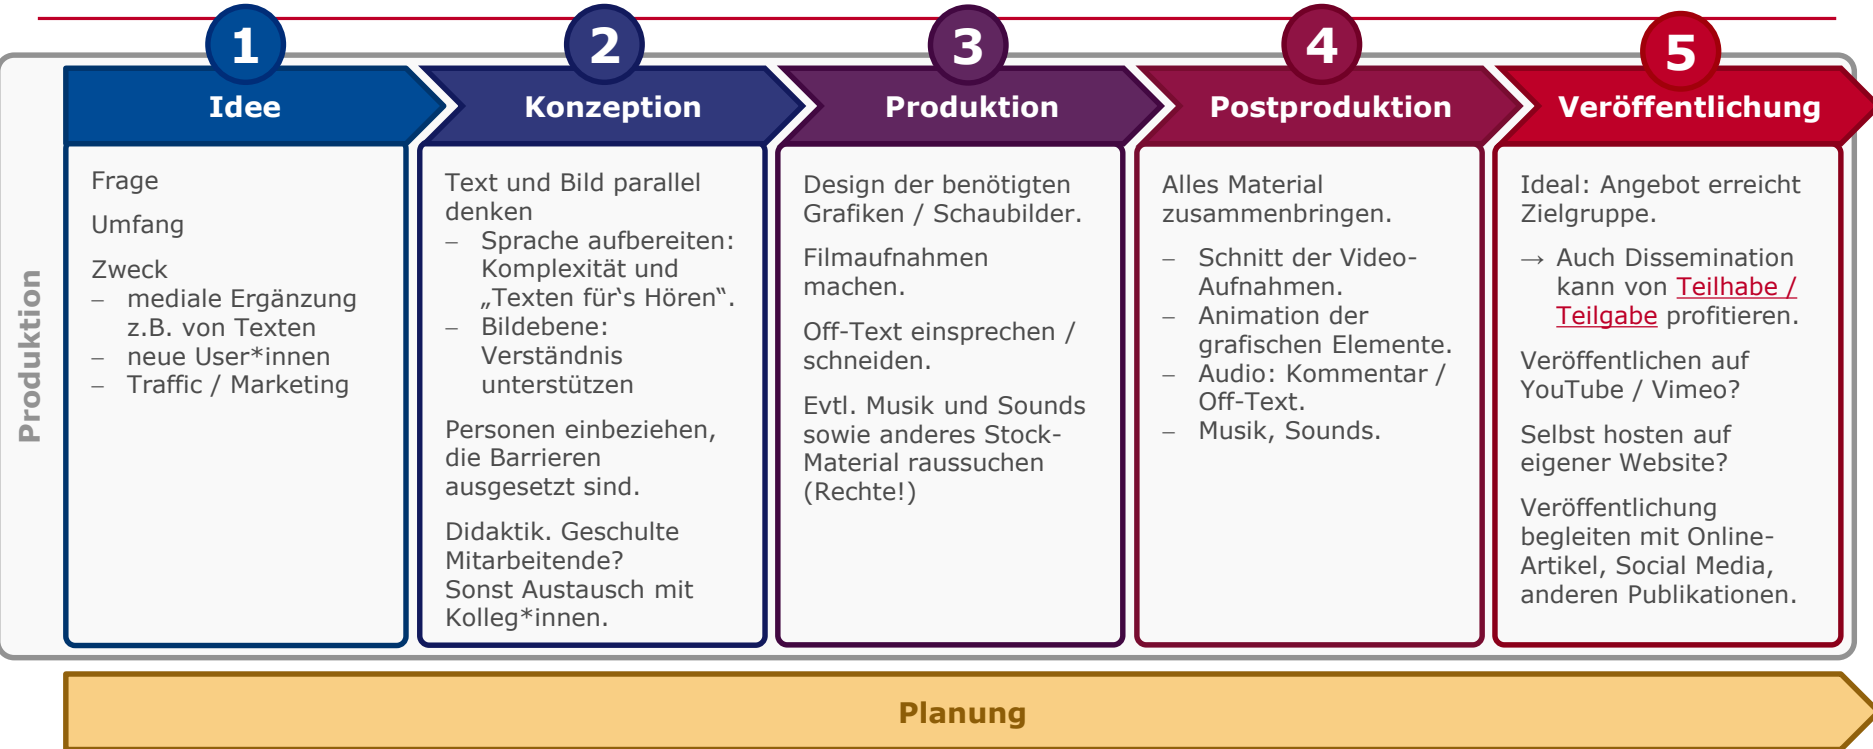 Produktion
1
Idee
Frage
Umfang
Zweck
– mediale Ergänzung
z.B. von Texten
– neue User*innen
– Traffic / Marketing
2
Konzeption
Text und Bild parallel
denken
– Sprache aufbereiten:
Komplexität und
„Texten für‘s Hören“.
– Bildebene:
Verständnis
unterstützen
Personen einbeziehen,
die Barrieren
ausgesetzt sind.
Didaktik. Geschulte
Mitarbeitende?
Sonst Austausch mit
Kolleg*innen.
3
Produktion
Design der benötigten
Grafiken / Schaubilder.
Filmaufnahmen
machen.
Off-Text einsprechen /
schneiden.
Evtl. Musik und Sounds
sowie anderes Stock-
Material raussuchen
(Rechte!)
4
Postproduktion
Alles Material
zusammenbringen.
– Schnitt der Video-
Aufnahmen.
– Animation der
grafischen Elemente.
– Audio: Kommentar /
Off-Text.
– Musik, Sounds.
5
Veröffentlichung
Ideal: Angebot erreicht
Zielgruppe.
→ Auch Dissemination
kann von Teilhabe /
Teilgabe profitieren.
Veröffentlichen auf
YouTube / Vimeo?
Selbst hosten auf
eigener Website?
Veröffentlichung
begleiten mit Online-
Artikel, Social Media,
anderen Publikationen.
Planung